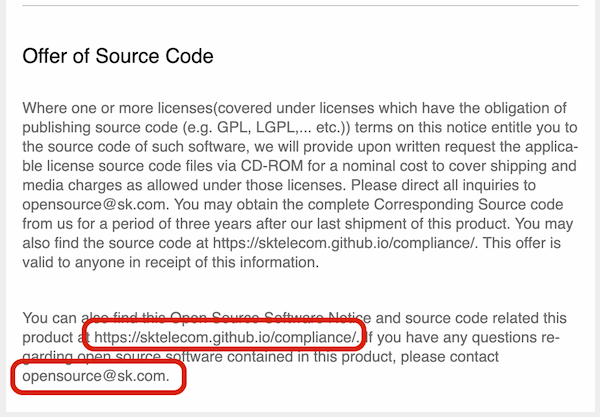 Offer of Source Code
Where one or more licenses(covered under licenses which have the obligation of
publishing source code (e.g. GPL, LGPL,... etc.)) terms on this notice entitle you to
the source code of such software, we will provide upon written request the applica-
ble license source code files via CD-ROM for a nominal cost to cover shipping and
media charges as allowed under those licenses. Please direct all inquiries to
opensource@sk.com. You may obtain the complete Corresponding Source code
from us for a period of three years after our last shipment of this product. You may
also find the source code at https://sktelecom.github.io/compliance/. This offer is
valid to anyone in receipt of this information.
You can also find this Open Source Software Notice and source code related this
product at https://sktelecom.github.io/compliance/. If you have any questions re-
garding open source software contained in this product, please contact
opensource@sk.com.